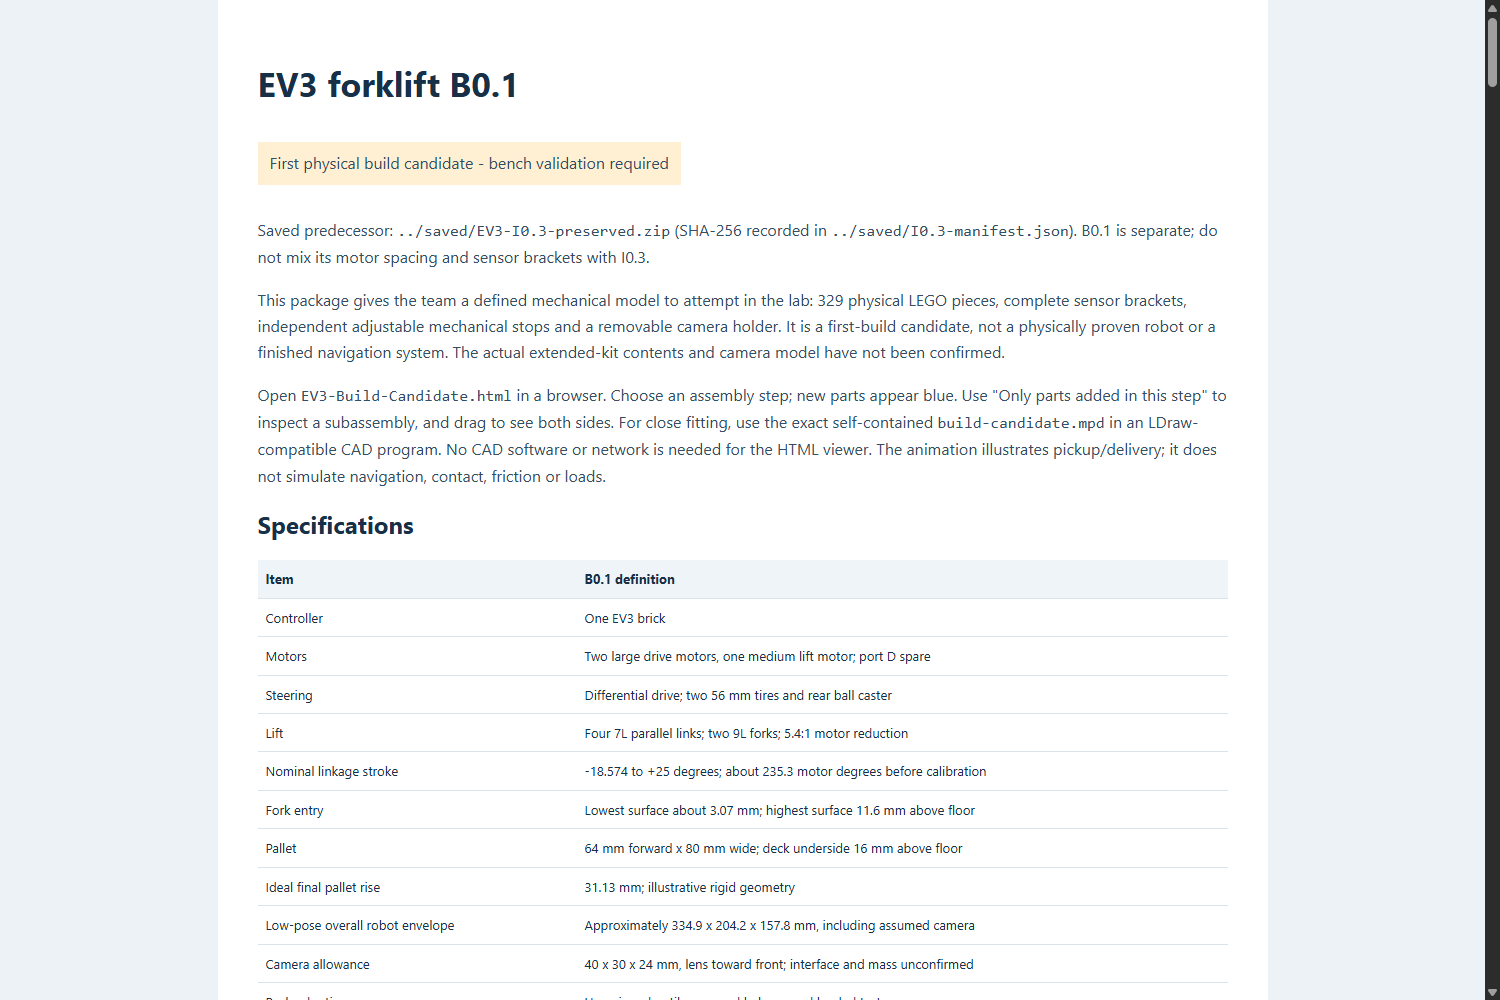 EV3 forklift B0.1
First physical build candidate - bench validation required
Saved predecessor: ../saved/EV3-I0.3-preserved.zip (SHA-256 recorded in ../saved/I0.3-manifest.json). B0.1 is separate; do
not mix its motor spacing and sensor brackets with I0.3.
This package gives the team a defined mechanical model to attempt in the lab: 329 physical LEGO pieces, complete sensor brackets,
independent adjustable mechanical stops and a removable camera holder. It is a first-build candidate, not a physically proven robot or a
finished navigation system. The actual extended-kit contents and camera model have not been confirmed.
Open EV3-Build-Candidate.html in a browser. Choose an assembly step; new parts appear blue. Use "Only parts added in this step" to
inspect a subassembly, and drag to see both sides. For close fitting, use the exact self-contained build-candidate.mpd in an LDraw-
compatible CAD program. No CAD software or network is needed for the HTML viewer. The animation illustrates pickup/delivery; it does
not simulate navigation, contact, friction or loads.
Specifications
Item B0.1 definition
Controller One EV3 brick
Motors Two large drive motors, one medium lift motor; port D spare
Steering Differential drive; two 56 mm tires and rear ball caster
Lift Four 7L parallel links; two 9L forks; 5.4:1 motor reduction
Nominal linkage stroke -18.574 to +25 degrees; about 235.3 motor degrees before calibration
Fork entry Lowest surface about 3.07 mm; highest surface 11.6 mm above floor
Pallet 64 mm forward x 80 mm wide; deck underside 16 mm above floor
Ideal final pallet rise 31.13 mm; illustrative rigid geometry
Low-pose overall robot envelope Approximately 334.9 x 204.2 x 157.8 mm, including assumed camera
Camera allowance 40 x 30 x 24 mm, lens toward front; interface and mass unconfirmed